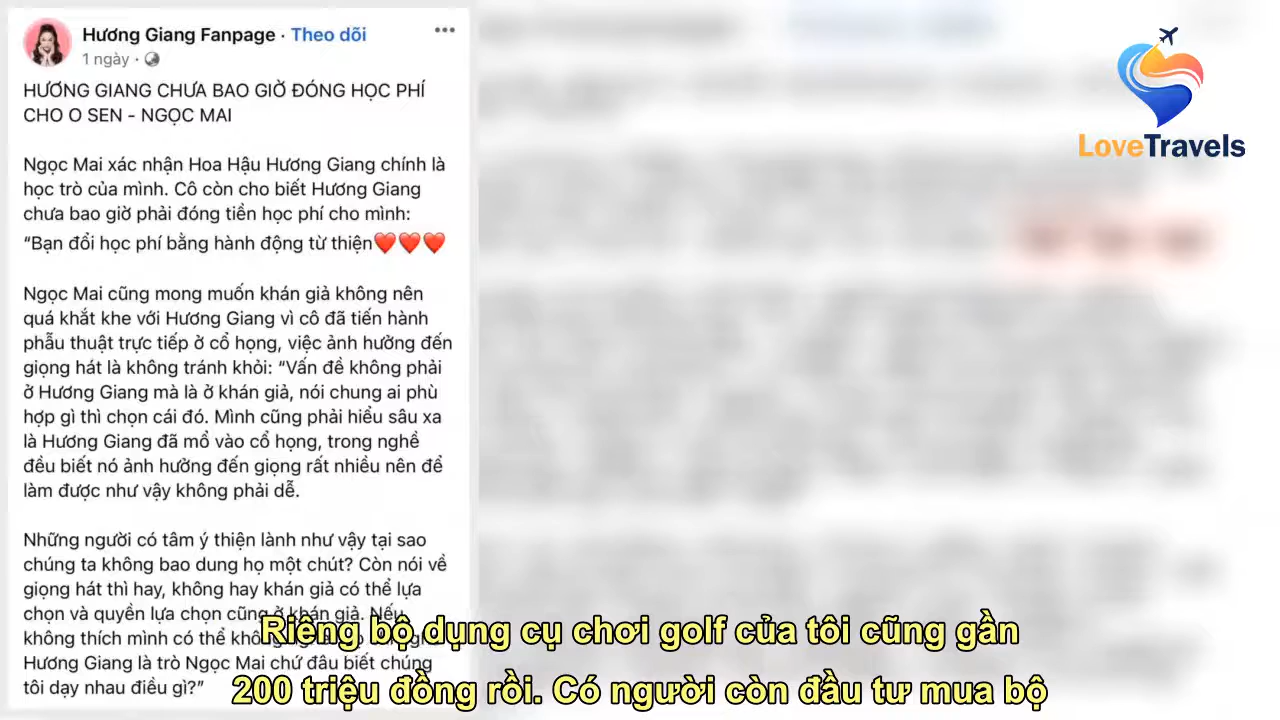 Hương Giang Fanpage · Theo dõi
1 ngày ·
HƯƠNG GIANG CHƯA BAO GIỜ ĐÓNG HỌC PHÍ
CHO O SEN - NGỌC MAI
Ngọc Mai xác nhận Hoa Hậu Hương Giang chính là
học trò của mình. Cô còn cho biết Hương Giang
chưa bao giờ phải đóng tiền học phí cho mình:
“Bạn đổi học phí bằng hành động từ thiện❤️❤️❤️
Ngọc Mai cũng mong muốn khán giả không nên
quá khắt khe với Hương Giang vì cô đã tiến hành
phẫu thuật trực tiếp ở cổ họng, việc ảnh hưởng đến
giọng hát là không tránh khỏi: “Vấn đề không phải
ở Hương Giang mà là ở khán giả, nói chung ai phù
hợp gì thì chọn cái đó. Mình cũng phải hiểu sâu xa
là Hương Giang đã mổ vào cổ họng, trong nghề
đều biết nó ảnh hưởng đến giọng rất nhiều nên để
làm được như vậy không phải dễ.
Những người có tâm ý thiện lành như vậy tại sao
chúng ta không bao dung họ một chút? Còn nói về
giọng hát thì hay, không hay khán giả có thể lựa
chọn và quyền lựa chọn cũng ở khán giả. Nếu
không thích mình có thể không
Hương Giang là trò Ngọc Mai chứ đâu biết chúng
tôi dạy nhau điều gì?”
LoveTravels
Riêng bộ dụng cụ chơi golf của tôi cũng gần
200 triệu đồng rồi. Có người còn đầu tư mua bộ